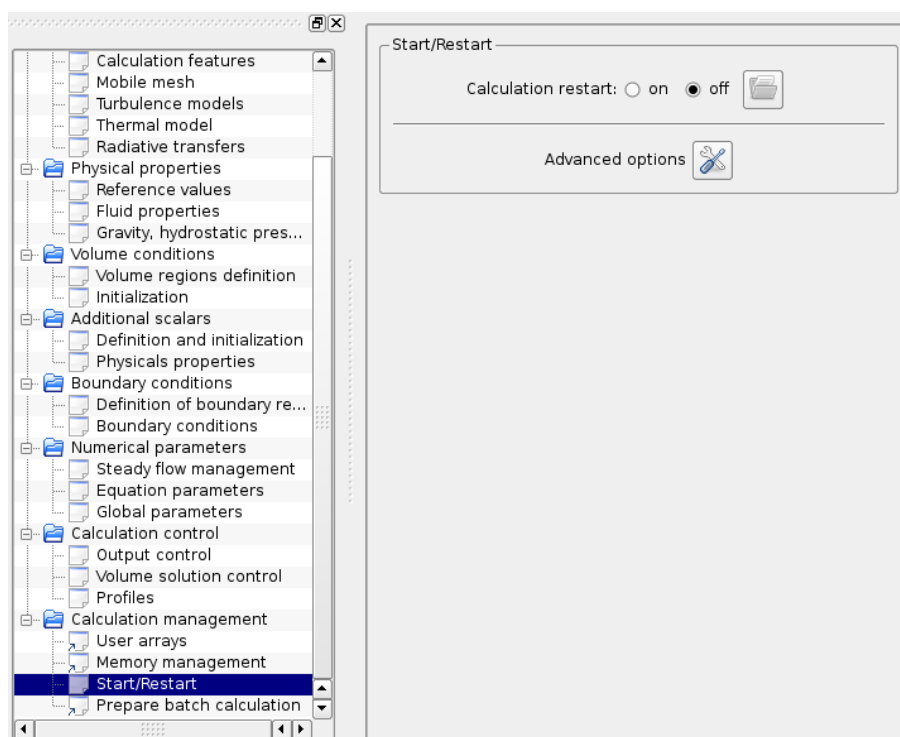 Calculation features
Mobile mesh
Turbulence models
Thermal model
Radiative transfers
Physical properties
Reference values
Fluid properties
Gravity, hydrostatic pres...
Volume conditions
Volume regions definition
Initialization
Additional scalars
Definition and initialization
Physicals properties
Boundary conditions
Definition of boundary re...
Boundary conditions
Numerical parameters
Steady flow management
Equation parameters
Global parameters
Calculation control
Output control
Volume solution control
Profiles
Calculation management
User arrays
Memory management
Start/Restart
Prepare batch calculation
Start/Restart
Calculation restart: on off
Advanced options